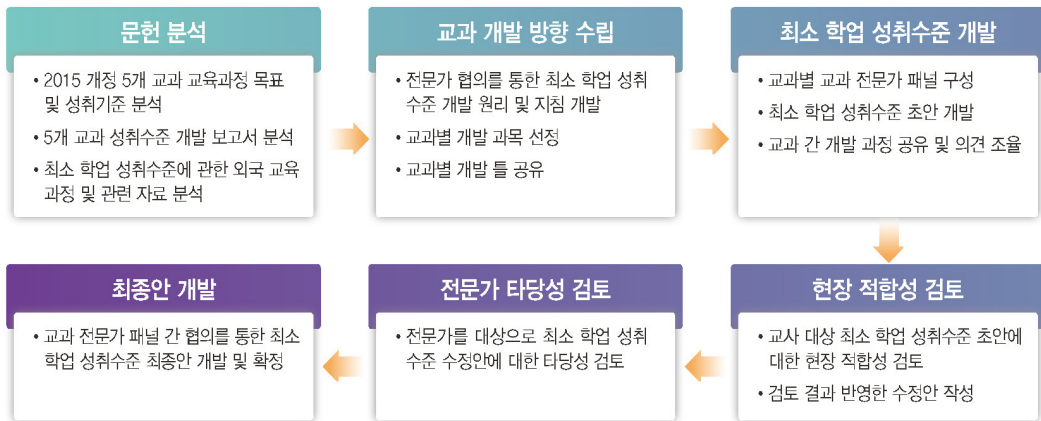 문헌 분석
• 2015 개정 5개 교과 교육과정 목표
및 성취기준 분석
• 5개 교과 성취수준 개발 보고서 분석
• 최소 학업 성취수준에 관한 외국 교육
과정 및 관련 자료 분석
교과 개발 방향 수립
• 전문가 협의를 통한 최소 학업 성취
수준 개발 원리 및 지침 개발
• 교과별 개발 과목 선정
• 교과별 개발 틀 공유
최소 학업 성취수준 개발
• 교과별 교과 전문가 패널 구성
• 최소 학업 성취수준 초안 개발
• 교과 간 개발 과정 공유 및 의견 조율
현장 적합성 검토
• 교사 대상 최소 학업 성취수준 초안에
대한 현장 적합성 검토
• 검토 결과 반영한 수정안 작성
전문가 타당성 검토
• 전문가를 대상으로 최소 학업 성취
수준 수정안에 대한 타당성 검토
최종안 개발
• 교과 전문가 패널 간 협의를 통한 최소
학업 성취수준 최종안 개발 및 확정